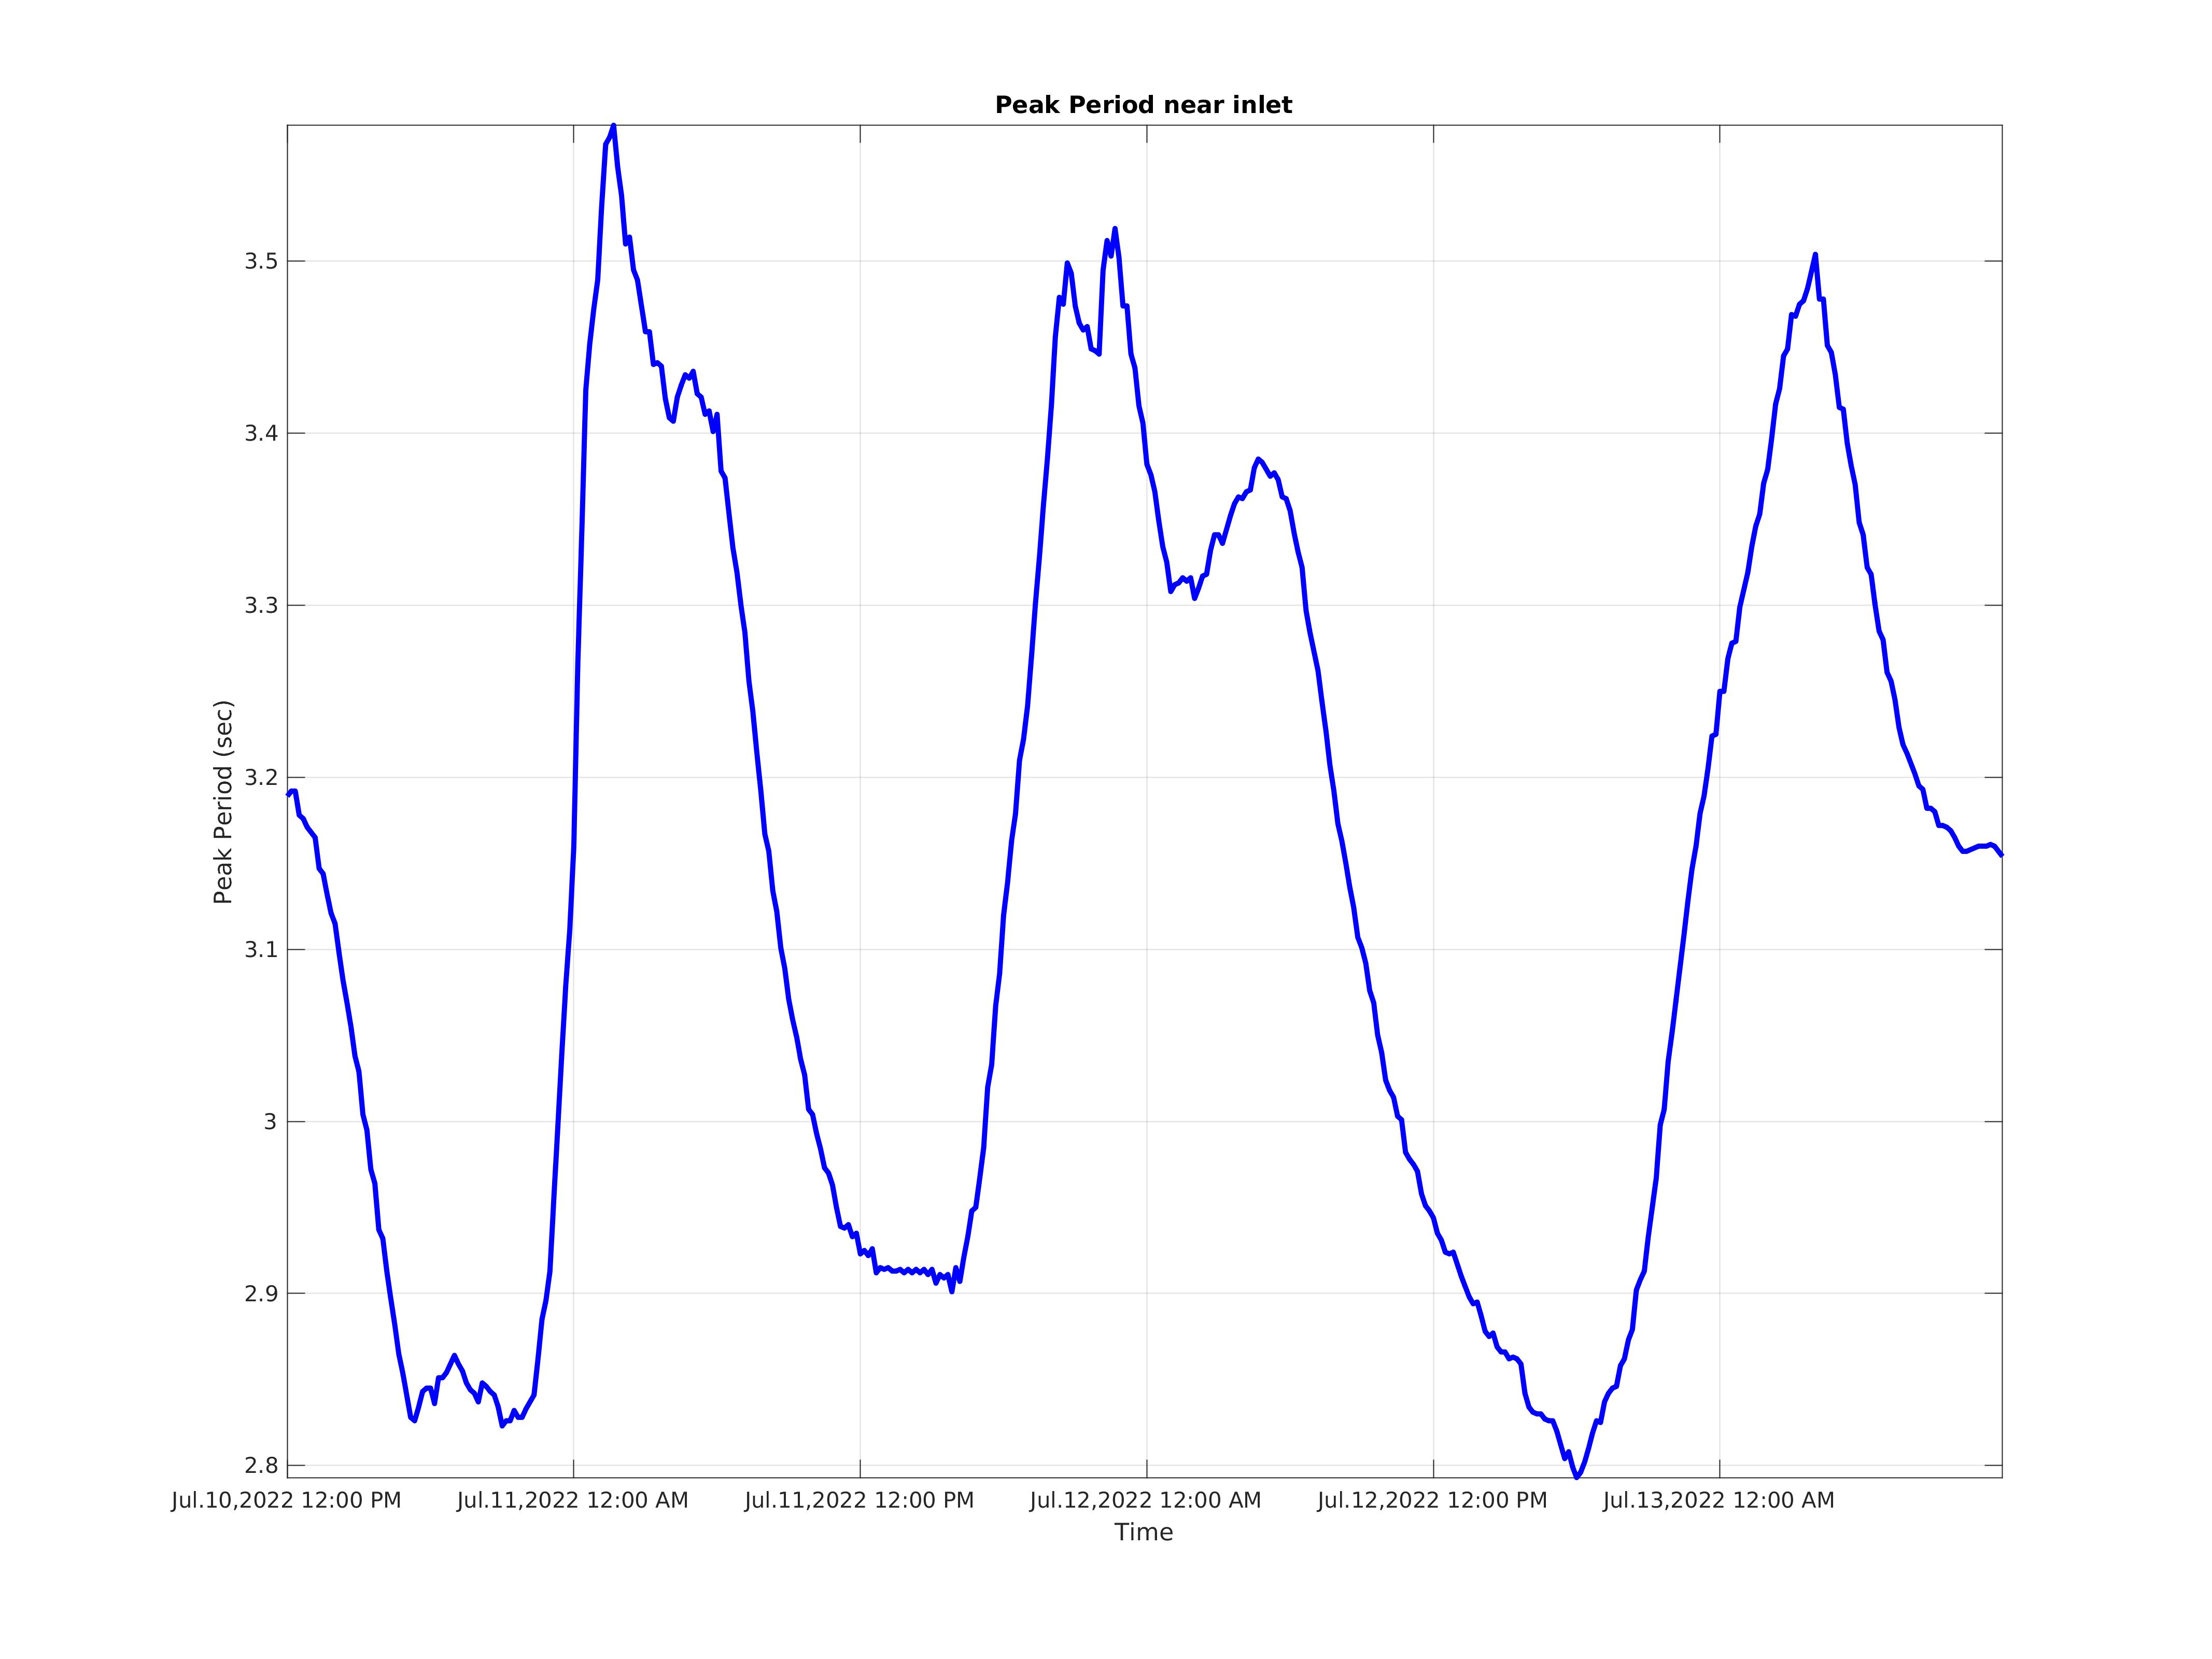 Peak Period near inlet
3.5
3.4
3.3
3.2
3.1
3
2.9
2.8
Peak Period (sec)
Jul.10,2022 12:00 PM Jul.11,2022 12:00 AM Jul.11,2022 12:00 PM Jul.12,2022 12:00 AM Jul.12,2022 12:00 PM Jul.13,2022 12:00 AM
Time